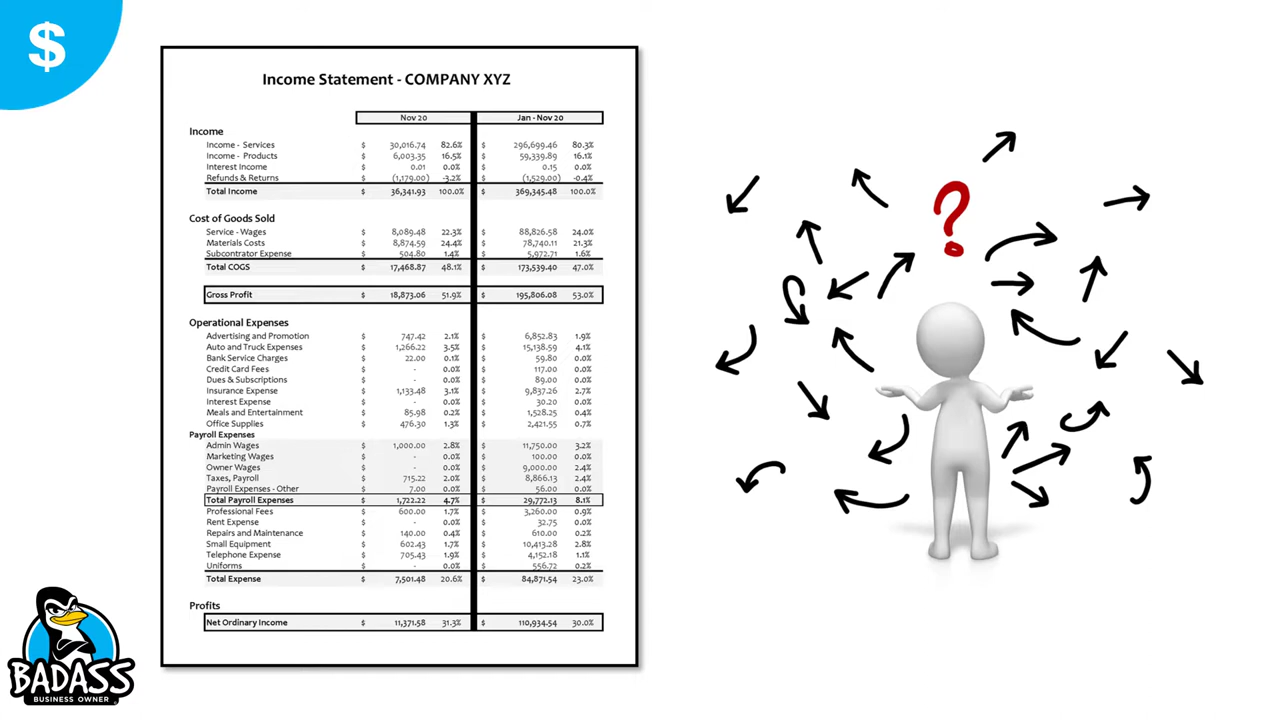 $
Income Statement - COMPANY XYZ
Nov 20 Jan - Nov 20
Income
Income - Services $ 30,016.74 82.6% $ 296,699.46 80.3%
Income - Products $ 6,003.35 16.5% $ 59,339.89 16.1%
Interest Income $ 0.01 0.0% $ 0.15 0.0%
Refunds & Returns $ (1,179.00) -3.2% $ (1,529.00) -0.4%
Total Income $ 36,341.93 100.0% $ 369,345.48 100.0%
Cost of Goods Sold
Service - Wages $ 8,089.48 22.3% $ 88,826.58 24.0%
Materials Costs $ 8,874.59 24.4% $ 78,740.11 21.3%
Subcontrator Expense $ 504.80 1.4% $ 5,972.71 1.6%
Total COGS $ 17,468.87 48.1% $ 173,539.40 47.0%
Gross Profit $ 18,873.06 51.9% $ 195,806.08 53.0%
Operational Expenses
Advertising and Promotion $ 747.42 2.1% $ 6,852.83 1.9%
Auto and Truck Expenses $ 1,266.22 3.5% $ 15,138.59 4.1%
Bank Service Charges $ 22.00 0.1% $ 59.80 0.0%
Credit Card Fees $ - 0.0% $ 117.00 0.0%
Dues & Subscriptions $ - 0.0% $ 89.00 0.0%
Insurance Expense $ 1,133.48 3.1% $ 9,837.26 2.7%
Interest Expense $ - 0.0% $ 30.20 0.0%
Meals and Entertainment $ 85.98 0.2% $ 1,528.25 0.4%
Office Supplies $ 476.30 1.3% $ 2,421.55 0.7%
Payroll Expenses
Admin Wages $ 1,000.00 2.8% $ 11,750.00 3.2%
Marketing Wages $ - 0.0% $ 100.00 0.0%
Owner Wages $ - 0.0% $ 9,000.00 2.4%
Taxes, Payroll $ 715.22 2.0% $ 8,866.13 2.4%
Payroll Expenses - Other $ 7.00 0.0% $ 56.00 0.0%
Total Payroll Expenses $ 1,722.22 4.7% $ 29,772.13 8.1%
Professional Fees $ 600.00 1.7% $ 3,260.00 0.9%
Rent Expense $ - 0.0% $ 32.75 0.0%
Repairs and Maintenance $ 140.00 0.4% $ 610.00 0.2%
Small Equipment $ 602.43 1.7% $ 10,413.28 2.8%
Telephone Expense $ 705.43 1.9% $ 4,152.18 1.1%
Uniforms $ - 0.0% $ 556.72 0.2%
Total Expense $ 7,501.48 20.6% $ 84,871.54 23.0%
Profits
Net Ordinary Income $ 11,371.58 31.3% $ 110,934.54 30.0%
?
BADASS
BUSINESS OWNER